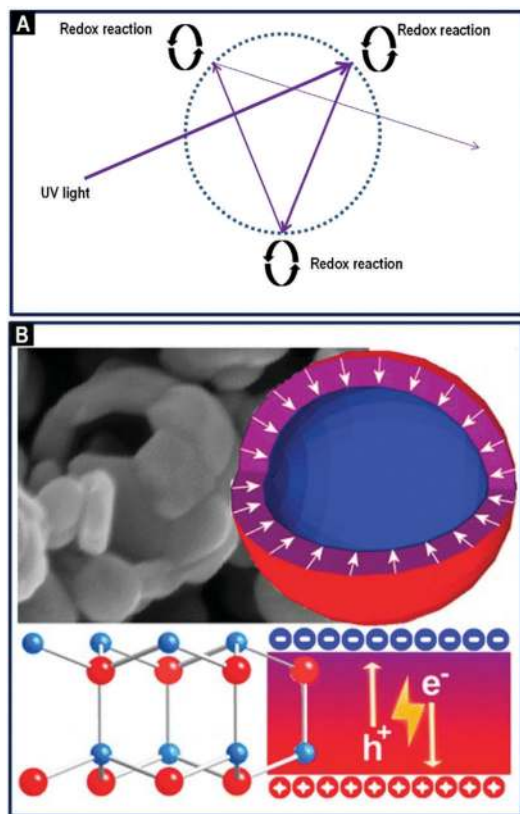 A
Redox reaction
Redox reaction
UV light
Redox reaction
B
- - - - - - - - - -
e-
h+
+ + + + + + + + + +